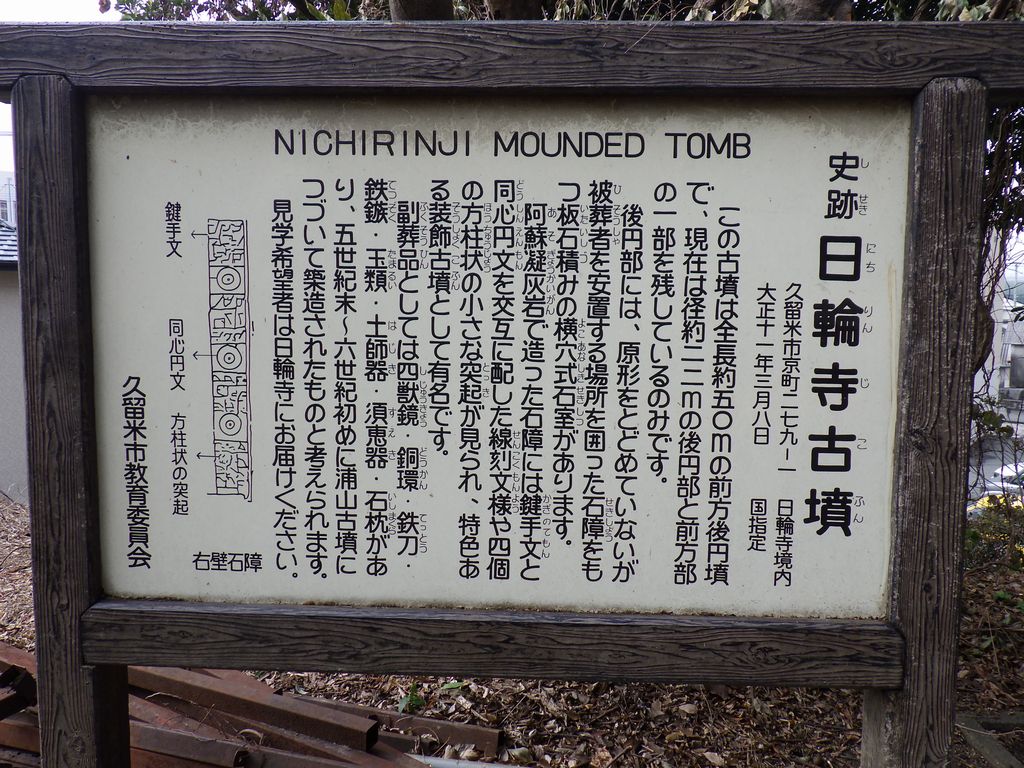 NICHIRINJI MOUNDED TOMB
史跡 日輪寺古墳
しせき にちりんじこふん
久留米市京町二七九ー一 日輪寺境内
大正十一年三月八日 国指定
この古墳は全長約五〇mの前方後円墳
で、現在は径約二二mの後円部と前方部
の一部を残しているのみです。
後円部には、原形をとどめていないが
被葬者を安置する場所を囲った石障をも
つ板石積みの横穴式石室があります。
阿蘇凝灰岩で造った石障には鍵手文と
同心円文を交互に配した線刻文様や四個
の方柱状の小さな突起が見られ、特色あ
る装飾古墳として有名です。
副葬品としては四獣鏡・銅環・鉄刀・
鉄鏃・玉類・土師器・須恵器・石枕があ
り、五世紀末〜六世紀初めに浦山古墳に
つづいて築造されたものと考えられます。
見学希望者は日輪寺にお届けください。
鍵手文
同心円文
方柱状の突起
右壁石障
久留米市教育委員会